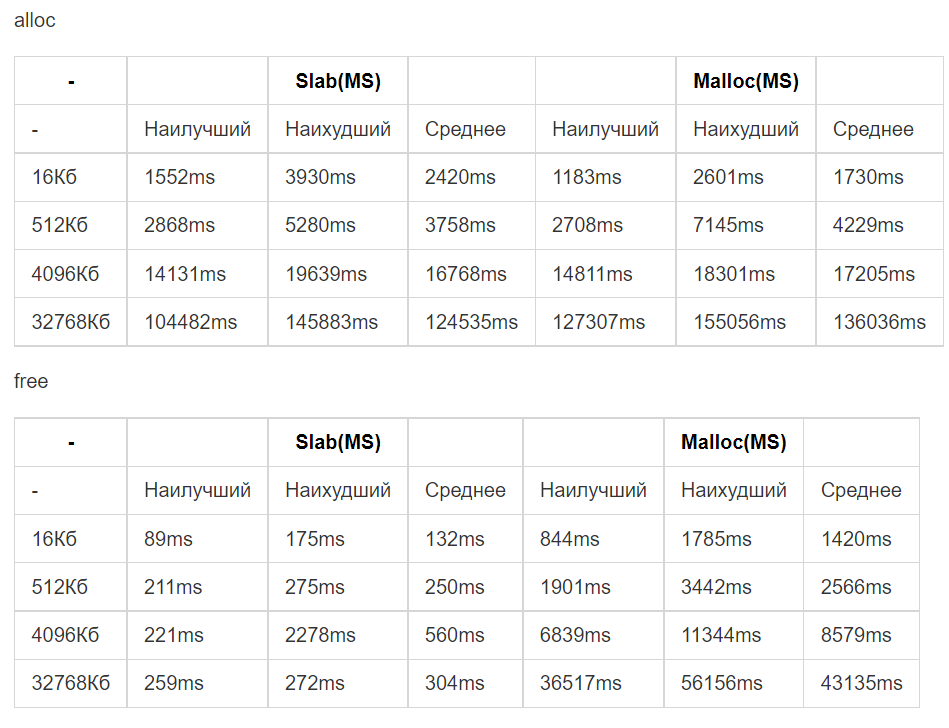 alloc
- Slab(MS) Malloc(MS)
- Наилучший Наихудший Среднее Наилучший Наихудший Среднее
16Кб 1552ms 3930ms 2420ms 1183ms 2601ms 1730ms
512Кб 2868ms 5280ms 3758ms 2708ms 7145ms 4229ms
4096Кб 14131ms 19639ms 16768ms 14811ms 18301ms 17205ms
32768Кб 104482ms 145883ms 124535ms 127307ms 155056ms 136036ms
free
- Slab(MS) Malloc(MS)
- Наилучший Наихудший Среднее Наилучший Наихудший Среднее
16Кб 89ms 175ms 132ms 844ms 1785ms 1420ms
512Кб 211ms 275ms 250ms 1901ms 3442ms 2566ms
4096Кб 221ms 2278ms 560ms 6839ms 11344ms 8579ms
32768Кб 259ms 272ms 304ms 36517ms 56156ms 43135ms